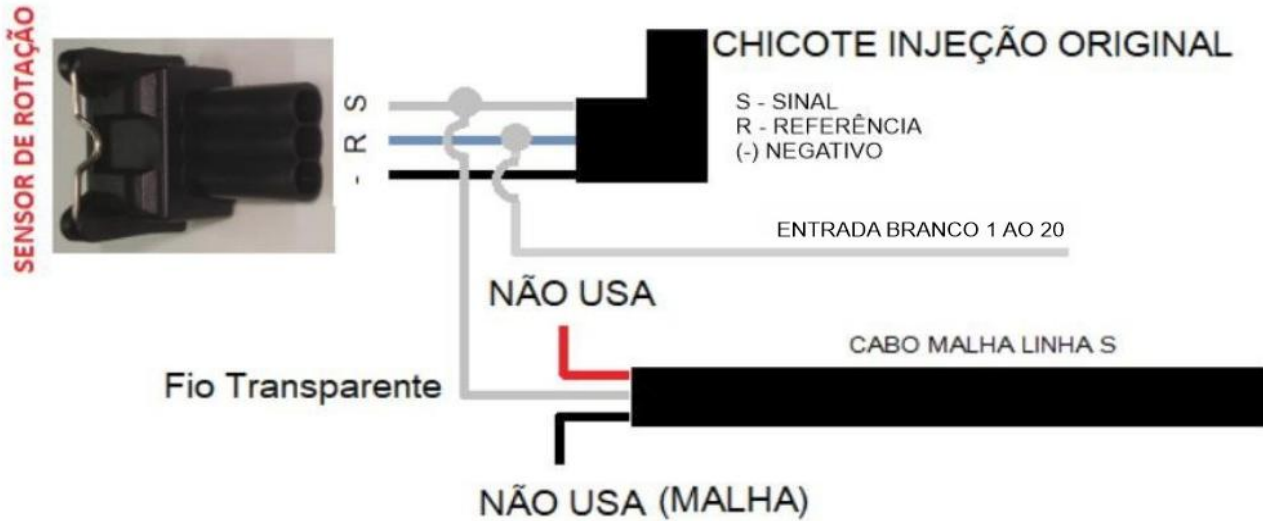 SENSOR DE ROTAÇÃO
S
R
-
CHICOTE INJEÇÃO ORIGINAL
S - SINAL
R - REFERÊNCIA
(-) NEGATIVO
ENTRADA BRANCO 1 AO 20
NÃO USA
CABO MALHA LINHA S
Fio Transparente
NÃO USA (MALHA)